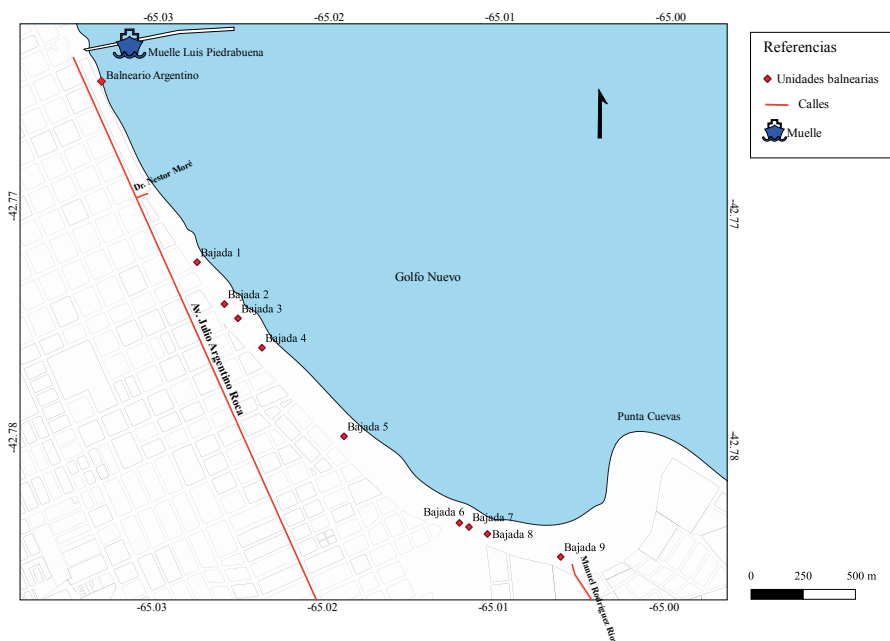 -65.03
-65.02
-65.01
-65.00
Muelle Luis Piedrabuena
Balneario Argentino
Dr. Nestor Moré
-42.77
-42.77
Bajada 1
Golfo Nuevo
Bajada 2
Bajada 3
Av. Julio Argentino Roca
Bajada 4
Punta Cuevas
Bajada 5
-42.78
-42.78
Bajada 6
Bajada 7
Bajada 8
Bajada 9
Manuel Rodríguez Ríos
-65.03
-65.02
-65.01
-65.00
Referencias
Unidades balnearias
Calles
Muelle
0 250 500 m